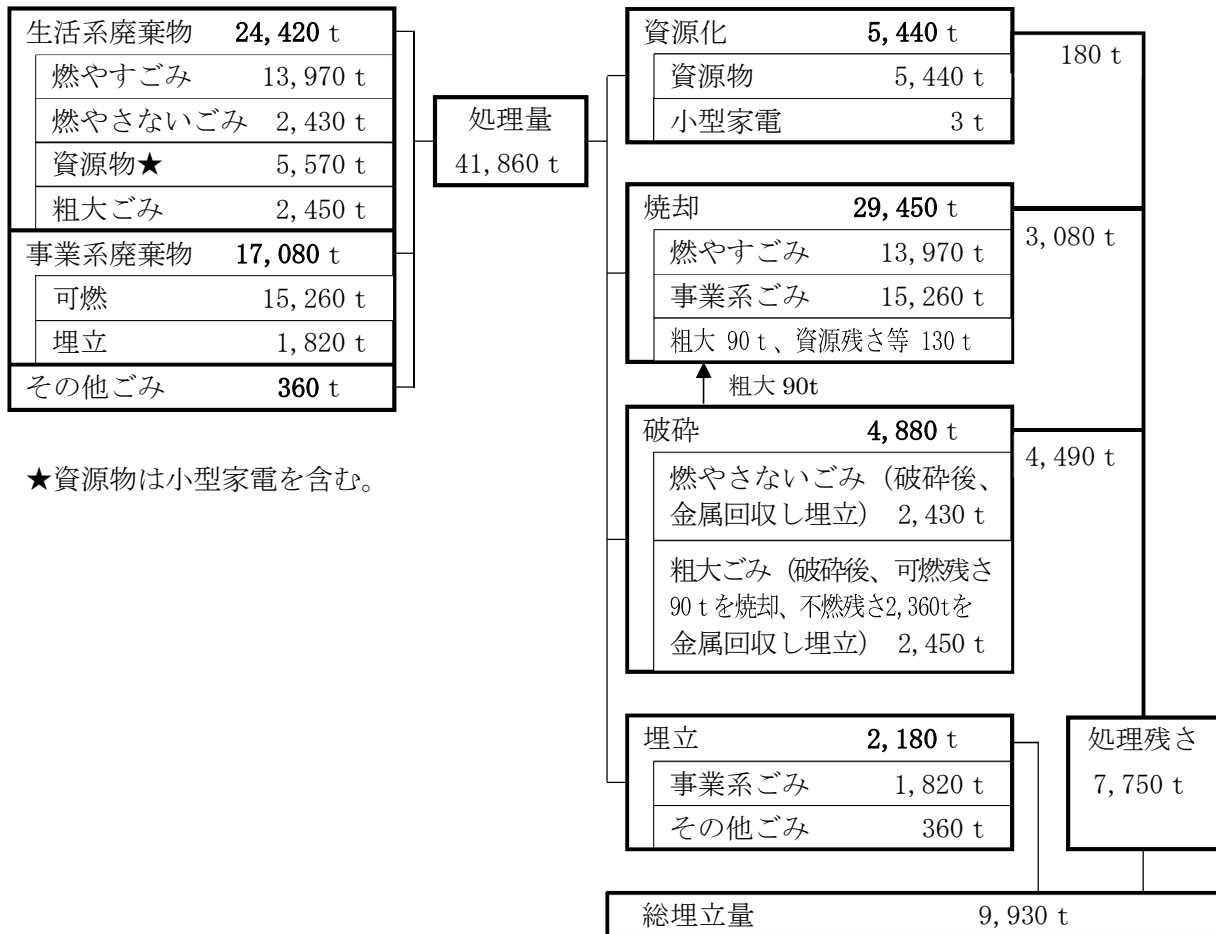 生活系廃棄物 24,420 t
燃やすごみ 13,970 t
燃やさないごみ 2,430 t
資源物★ 5,570 t
粗大ごみ 2,450 t
事業系廃棄物 17,080 t
可燃 15,260 t
埋立 1,820 t
その他ごみ 360 t
★資源物は小型家電を含む。
処理量
41,860 t
資源化 5,440 t
資源物 5,440 t
小型家電 3 t
180 t
焼却 29,450 t
燃やすごみ 13,970 t
事業系ごみ 15,260 t
粗大 90 t 、資源残さ等 130 t
3,080 t
粗大 90t
破砕 4,880 t
燃やさないごみ（破砕後、
金属回収し埋立） 2,430 t
粗大ごみ（破砕後、可燃残さ
90 t を焼却、不燃残さ2,360tを
金属回収し埋立） 2,450 t
4,490 t
埋立 2,180 t
事業系ごみ 1,820 t
その他ごみ 360 t
処理残さ
7,750 t
総埋立量 9,930 t